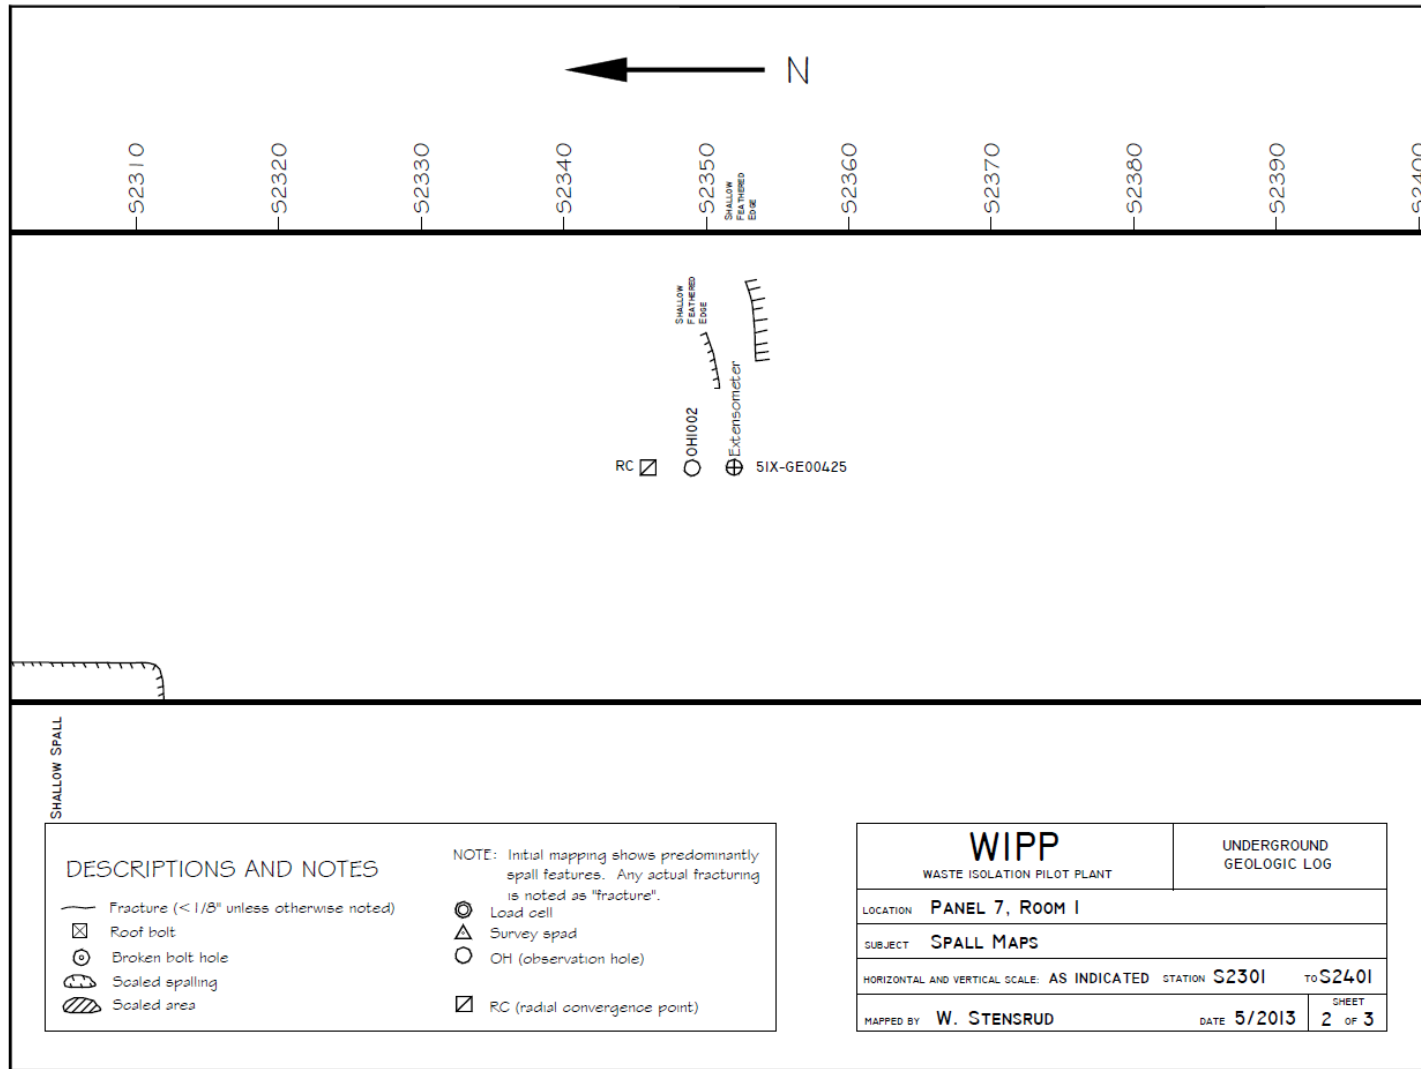 N
S2310
S2320
S2330
S2340
S2350
S2360
S2370
S2380
S2390
S2400
SHALLOW
FEATHERED
EDGE
SHALLOW
FEATHERED
EDGE
RC
OH1002
Extensometer
51X-GE00425
SHALLOW SPALL
DESCRIPTIONS AND NOTES
Fracture (<1/8" unless otherwise noted)
Roof bolt
Broken bolt hole
Scaled spalling
Scaled area
NOTE: Initial mapping shows predominantly
spall features. Any actual fracturing
is noted as "fracture".
Load cell
Survey spad
OH (observation hole)
RC (radial convergence point)
WIPP
WASTE ISOLATION PILOT PLANT
UNDERGROUND
GEOLOGIC LOG
LOCATION PANEL 7, ROOM 1
SUBJECT SPALL MAPS
HORIZONTAL AND VERTICAL SCALE: AS INDICATED STATION S2301 TO S2401
MAPPED BY W. STENSRUD DATE 5/2013
SHEET
2 OF 3